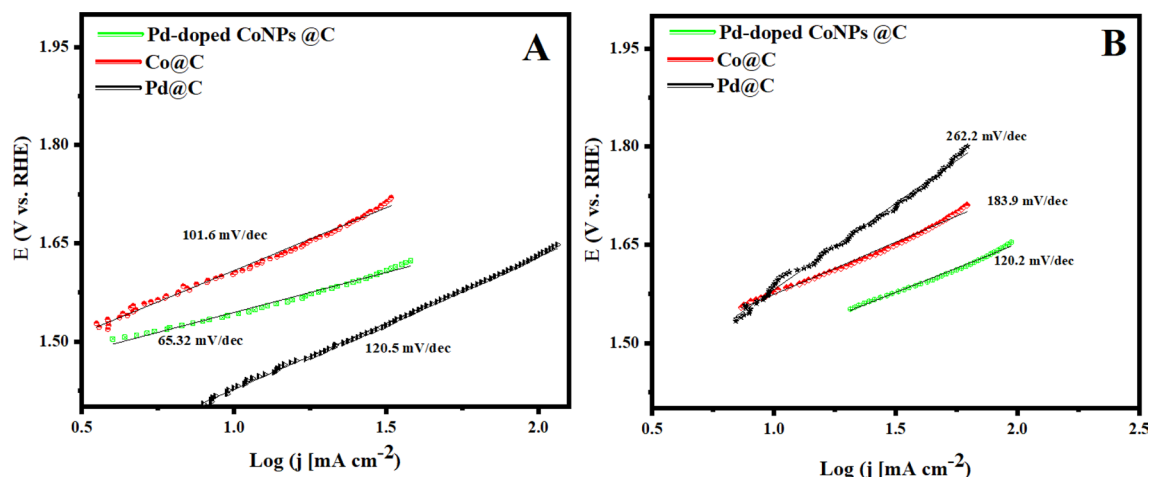 A
Pd-doped CoNPs @C
Co@C
Pd@C
1.95
1.80
1.65
1.50
E (V vs. RHE)
101.6 mV/dec
65.32 mV/dec
120.5 mV/dec
0.5 1.0 1.5 2.0
Log (j [mA cm⁻²)
B
Pd-doped CoNPs @C
Co@C
Pd@C
1.95
1.80
1.65
1.50
E (V vs. RHE)
262.2 mV/dec
183.9 mV/dec
120.2 mV/dec
0.5 1.0 1.5 2.0 2.5
Log (j [mA cm⁻²)